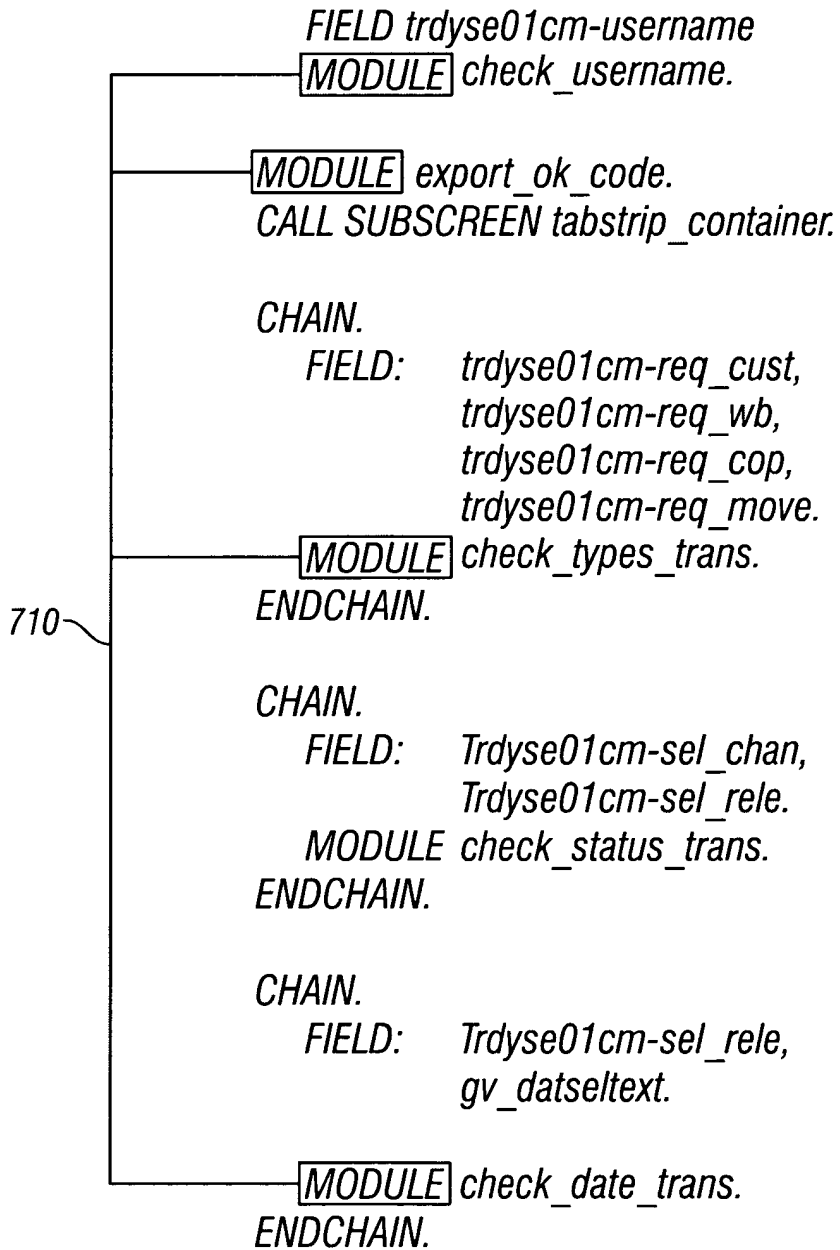 FIELD trdyse01cm-username
MODULE check_username.
MODULE export_ok_code.
CALL SUBSCREEN tabstrip_container.
CHAIN.
FIELD: trdyse01cm-req_cust,
trdyse01cm-req_wb,
trdyse01cm-req_cop,
trdyse01cm-req_move.
MODULE check_types_trans.
ENDCHAIN.
710
CHAIN.
FIELD: Trdyse01cm-sel_chan,
Trdyse01cm-sel_rele.
MODULE check_status_trans.
ENDCHAIN.
CHAIN.
FIELD: Trdyse01cm-sel_rele,
gv_datseltext.
MODULE check_date_trans.
ENDCHAIN.